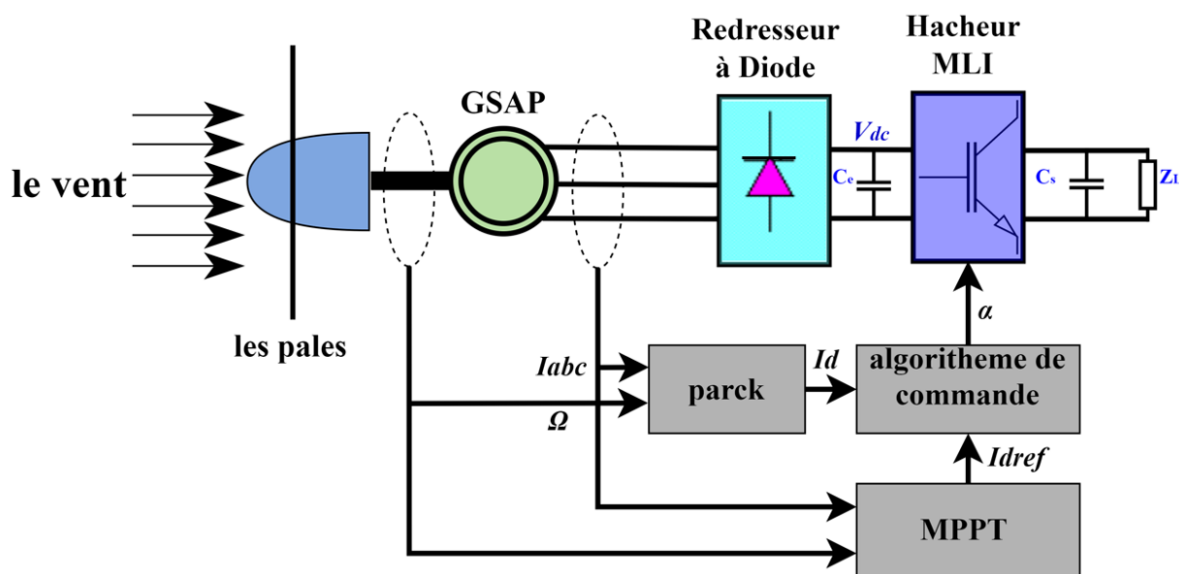 Redresseur
à Diode
Hacheur
MLI
GSAP
le vent
Vdc
Ce
Cs
Zl
les pales
α
Iabc
Ω
parck
Id
algoritheme de
commande
Idref
MPPT